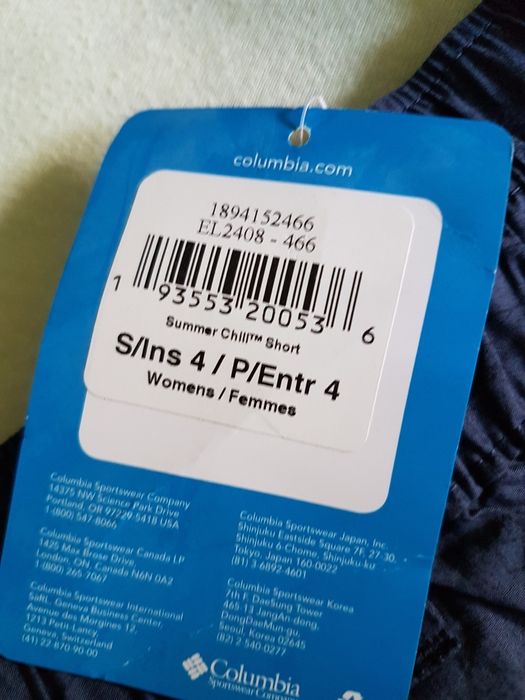 columbia.com
1894152466
EL2408 - 466
1 93553 20053 6
Summer Chill™ Short
S/Ins 4 / P/Entr 4
Womens / Femmes
Columbia Sportswear Company
14375 NW Science Park Drive
Portland, OR 97229-5418 USA
1-(800) 547-8066
Columbia Sportswear Canada LP
1425 Max Brose Drive,
London, ON, Canada N6N 0A2
1 (800) 265-7067
Columbia Sportswear International
Sàrl, Geneva Business Center,
Avenue des Morgines 12,
1213 Petit-Lancy,
Geneva, Switzerland
(41) 22-870-90-00
Columbia Sportswear Japan, Inc.
Shinjuku Eastside Square 7F, 27-30,
Shinjuku 6-Chome, Shinjuku-ku
Tokyo, Japan 160-0022
(81) 3-6892-4601
Columbia Sportswear Korea
7th F. DaeSung Tower
465-13 JangAn-dong,
DongDaeMun-gu,
Seoul, Korea 02645
(82) 2-540-0277
Columbia
Sportswear Company